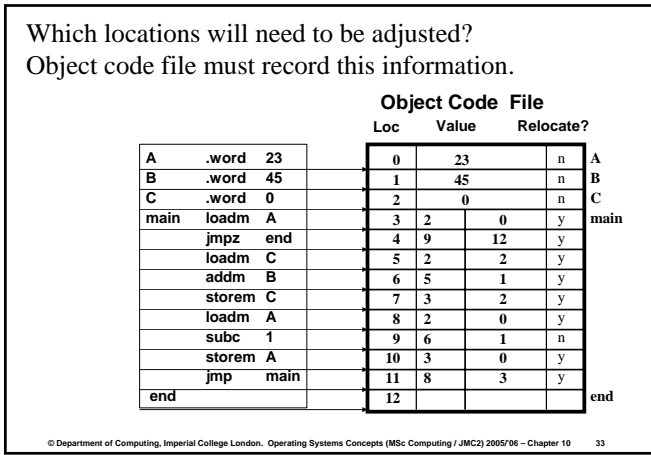 Which locations will need to be adjusted?
Object code file must record this information.
Object Code File
Loc Value Relocate?
A .word 23 0 23 n A
B .word 45 1 45 n B
C .word 0 2 0 n C
main loadm A 3 2 0 y main
jmpz end 4 9 12 y
loadm C 5 2 2 y
addm B 6 5 1 y
storem C 7 3 2 y
loadm A 8 2 0 y
subc 1 9 6 1 n
storem A 10 3 0 y
jmp main 11 8 3 y
end 12 end
© Department of Computing, Imperial College London. Operating Systems Concepts (MSc Computing / JMC2) 2005/'06 – Chapter 10 33